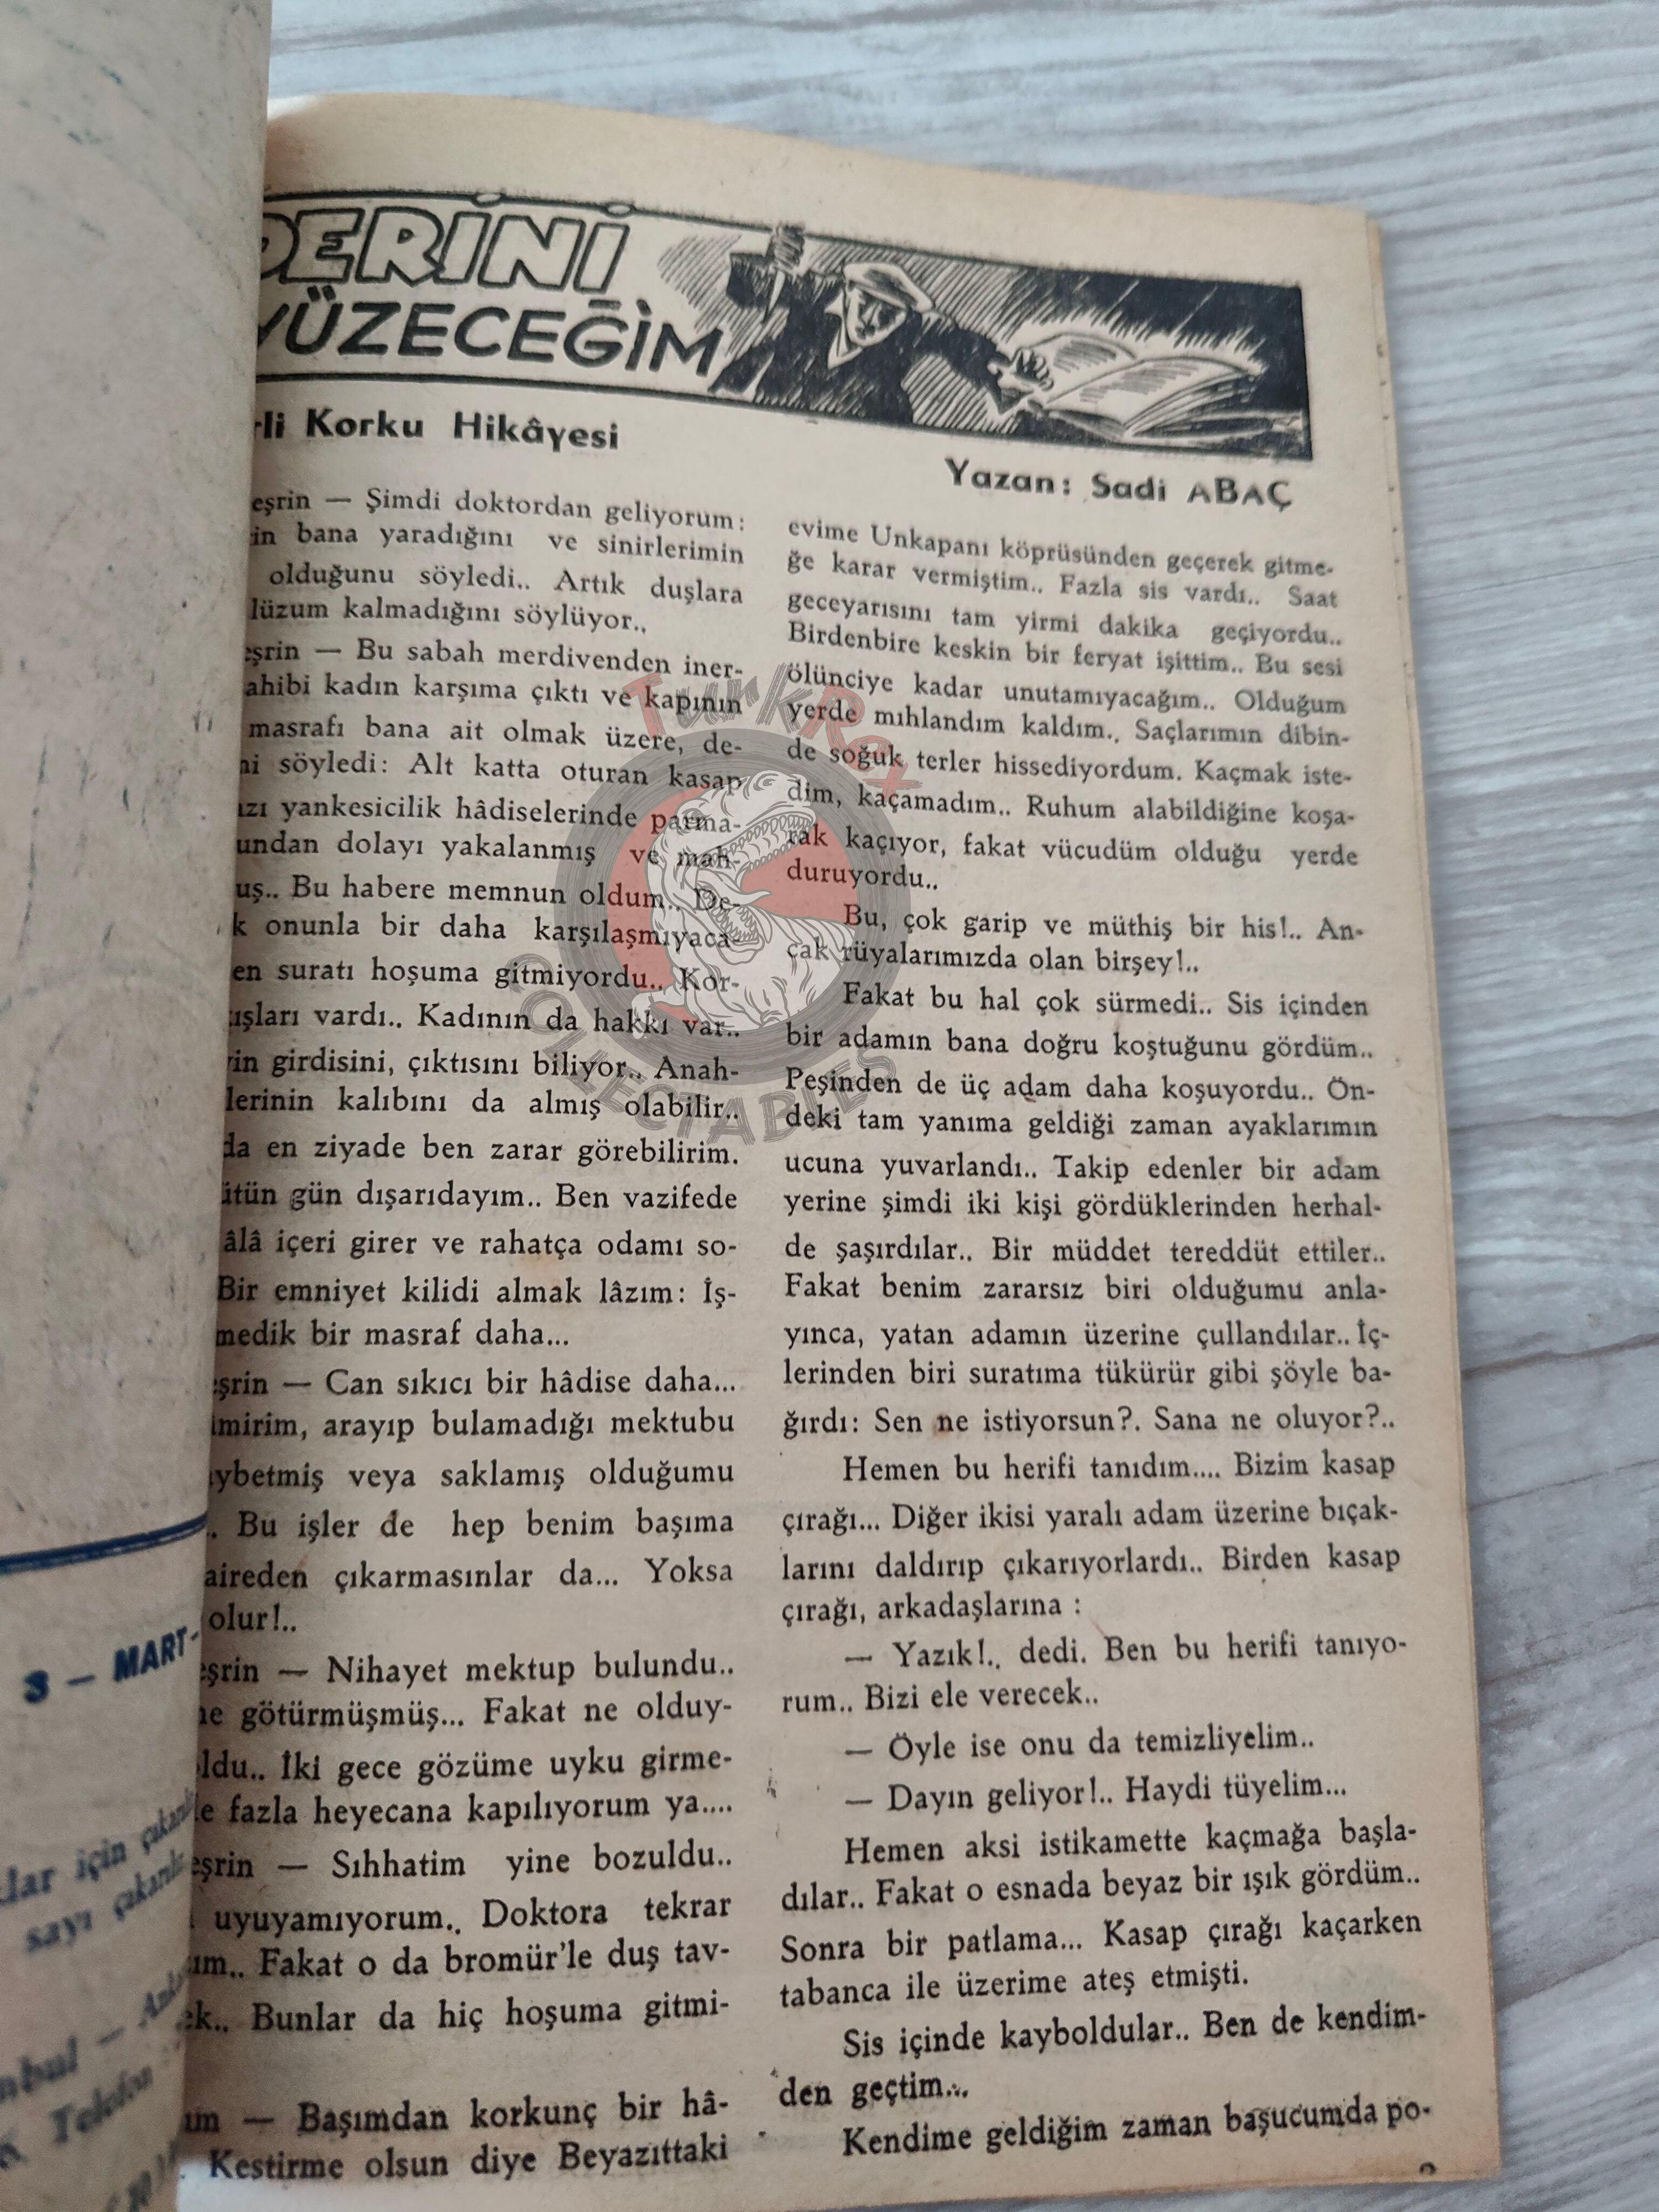 DERİNİ
YÜZECEĞİM
Korku Hikâyesi
Yazan: Sadi ABAÇ
eşrin — Şimdi doktordan geliyorum:
in bana yaradığını ve sinirlerimin
olduğunu söyledi.. Artık duşlara
lüzum kalmadığını söylüyor..
eşrin — Bu sabah merdivenden iner-
ahibi kadın karşıma çıktı ve kapının
masrafı bana ait olmak üzere, de-
ni söyledi: Alt katta oturan kasap
azı yankesicilik hâdiselerinde parma-
undan dolayı yakalanmış ve mah-
uş.. Bu habere memnun oldum.. De-
k onunla bir daha karşılaşmıyaca-
en suratı hoşuma gitmiyordu.. Kor-
ışları vardı.. Kadının da hakkı var..
in girdisini, çıktısını biliyor.. Anah-
lerinin kalıbını da almış olabilir..
da en ziyade ben zarar görebilirim.
ütün gün dışarıdayım.. Ben vazifede
âlâ içeri girer ve rahatça odamı so-
Bir emniyet kilidi almak lâzım: İş-
medik bir masraf daha...
eşrin — Can sıkıcı bir hâdise daha...
mirim, arayıp bulamadığı mektubu
ybetmiş veya saklamış olduğumu
. Bu işler de hep benim başıma
aireden çıkarmasınlar da... Yoksa
olur!..
eşrin — Nihayet mektup bulundu..
ne götürmüşmüş... Fakat ne olduy-
ldu.. İki gece gözüme uyku girme-
le fazla heyecana kapılıyorum ya....
eşrin — Sıhhatim yine bozuldu..
uyuyamıyorum.. Doktora tekrar
um.. Fakat o da bromür'le duş tav-
ek.. Bunlar da hiç hoşuma gitmi-
ım — Başımdan korkunç bir hâ-
. Kestirme olsun diye Beyazıttaki
evime Unkapanı köprüsünden geçerek gitme-
ğe karar vermiştim.. Fazla sis vardı.. Saat
geceyarısını tam yirmi dakika geçiyordu..
Birdenbire keskin bir feryat işittim.. Bu sesi
ölünciye kadar unutamıyacağım.. Olduğum
yerde mıhlandım kaldım.. Saçlarımın dibin-
de soğuk terler hissediyordum. Kaçmak iste-
dim, kaçamadım.. Ruhum alabildiğine koşa-
rak kaçıyor, fakat vücudüm olduğu yerde
duruyordu..
Bu, çok garip ve müthiş bir his!.. An-
cak rüyalarımızda olan birşey!..
Fakat bu hal çok sürmedi.. Sis içinden
bir adamın bana doğru koştuğunu gördüm..
Peşinden de üç adam daha koşuyordu.. Ön-
deki tam yanıma geldiği zaman ayaklarımın
ucuna yuvarlandı.. Takip edenler bir adam
yerine şimdi iki kişi gördüklerinden herhal-
de şaşırdılar.. Bir müddet tereddüt ettiler..
Fakat benim zararsız biri olduğumu anla-
yınca, yatan adamın üzerine çullandılar.. İç-
lerinden biri suratıma tükürür gibi şöyle ba-
ğırdı: Sen ne istiyorsun?. Sana ne oluyor?..
Hemen bu herifi tanıdım.... Bizim kasap
çırağı... Diğer ikisi yaralı adam üzerine bıçak-
larını daldırıp çıkarıyorlardı.. Birden kasap
çırağı, arkadaşlarına :
— Yazık!.. dedi. Ben bu herifi tanıyo-
rum.. Bizi ele verecek..
— Öyle ise onu da temizliyelim..
— Dayın geliyor!.. Haydi tüyelim...
Hemen aksi istikamette kaçmağa başla-
dılar.. Fakat o esnada beyaz bir ışık gördüm..
Sonra bir patlama... Kasap çırağı kaçarken
tabanca ile üzerime ateş etmişti.
Sis içinde kayboldular.. Ben de kendim-
den geçtim...
Kendime geldiğim zaman başucumda po-
3 — MART-
lar için
sayı
Telefon
TurkRex
COLLECTABLES